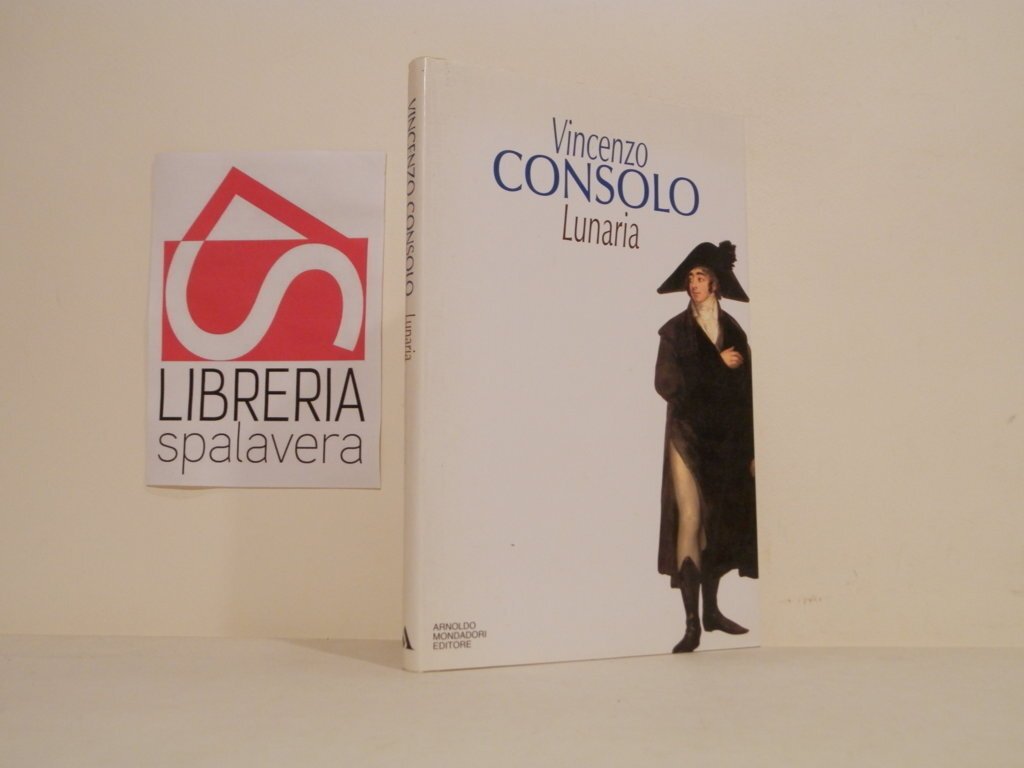 LIBRERIA
spalavera
VINCENZO CONSOLO Lunaria
Vincenzo
CONSOLO
Lunaria
ARNOLDO
MONDADORI
EDITORE